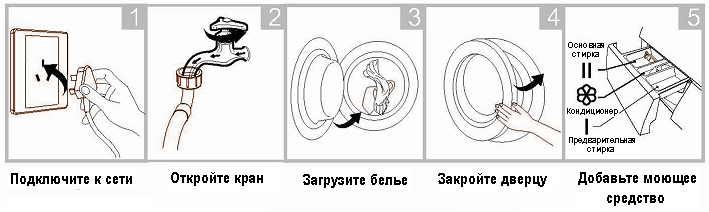 1
2
3
4
5
Основная
стирка
II
Кондиционер
I
Предварительная
стирка
Подключите к сети
Откройте кран
Загрузите белье
Закройте дверцу
Добавьте моющее
средство